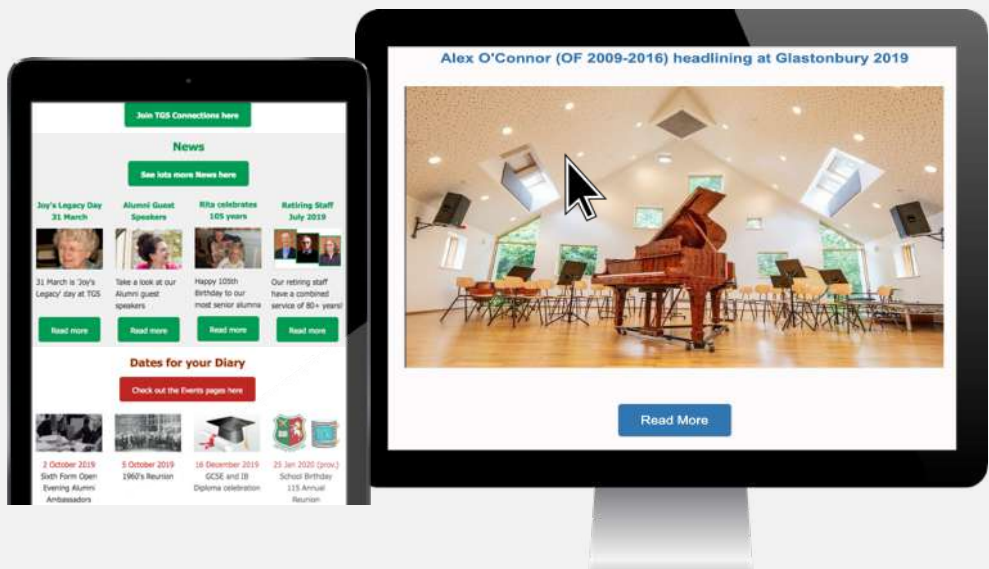 Join TGS Connections here
News
See lots more News here
Joy's Legacy Day
31 March
31 March is 'Joy's
Legacy' day at TGS
Read more
Alumni Guest
Speakers
Take a look at our
Alumni guest
speakers
Read more
Rita celebrates
105 years
Happy 105th
Birthday to our
most senior alumna
Read more
Retiring Staff
July 2019
Our retiring staff
have a combined
service of 80+ years!
Read more
Dates for your Diary
Check out the Events pages here
2 October 2019
Sixth Form Open
Evening Alumni
Ambassadors
5 October 2019
1960's Reunion
16 December 2019
GCSE and IB
Diploma celebration
25 Jan 2020 (prov.)
School Birthday
115 Annual
Reunion
Alex O'Connor (OF 2009-2016) headlining at Glastonbury 2019
Read More